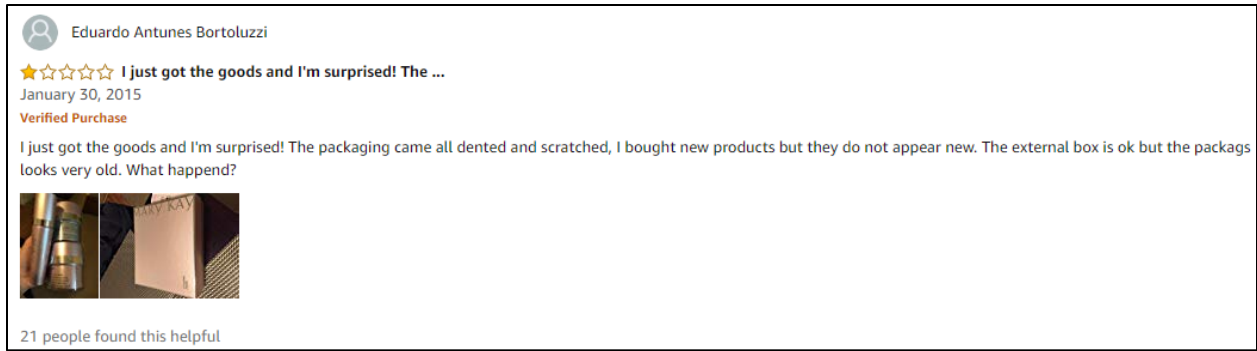 Eduardo Antunes Bortoluzzi
I just got the goods and I'm surprised! The ...
January 30, 2015
Verified Purchase
I just got the goods and I'm surprised! The packaging came all dented and scratched, I bought new products but they do not appear new. The external box is ok but the packags
looks very old. What happend?
MARY KAY
21 people found this helpful